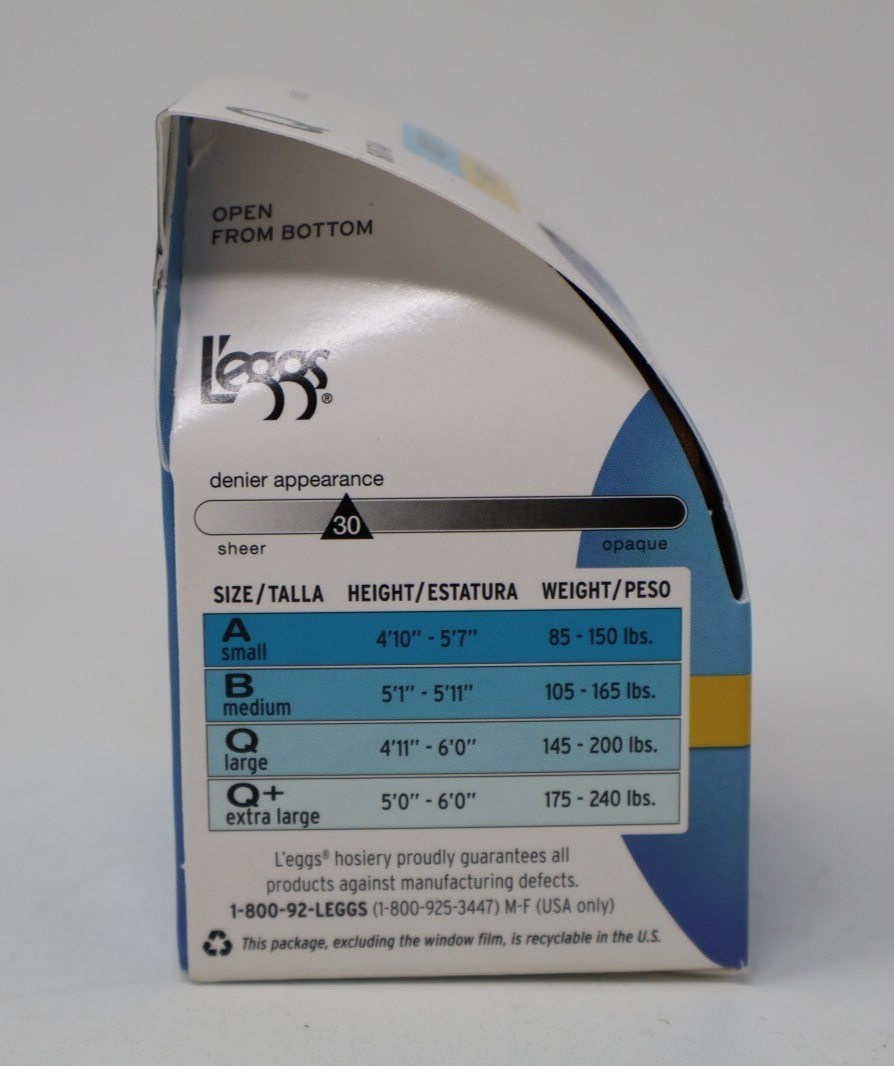 Q
OPEN
FROM BOTTOM
L'eggs®
denier appearance
30
sheer opaque
SIZE/TALLA HEIGHT/ESTATURA WEIGHT/PESO
A 4'10" - 5'7" 85 - 150 lbs.
small
B 5'1" - 5'11" 105 - 165 lbs.
medium
Q 4'11" - 6'0" 145 - 200 lbs.
large
Q+ 5'0" - 6'0" 175 - 240 lbs.
extra large
L'eggs® hosiery proudly guarantees all
products against manufacturing defects.
1-800-92-LEGGS (1-800-925-3447) M-F (USA only)
This package, excluding the window film, is recyclable in the U.S.